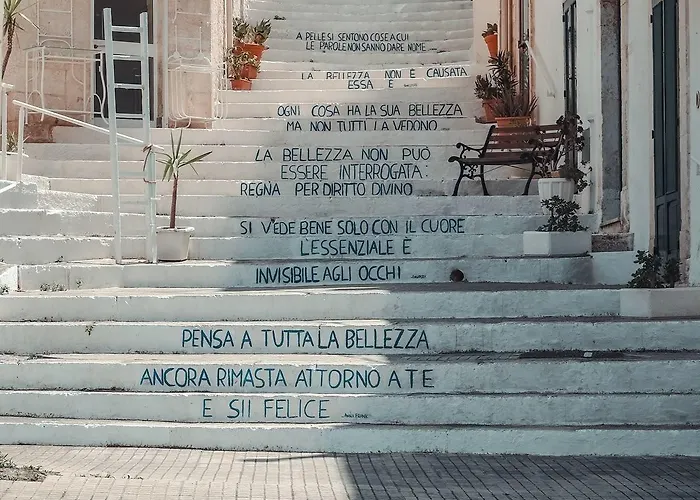 A PELLE SI SENTONO COSE A CUI
LE PAROLE NON SANNO DARE NOME
LA BELLEZZA NON È CAUSATA
ESSA È
OGNI COSA HA LA SUA BELLEZZA
MA NON TUTTI LA VEDONO
LA BELLEZZA NON PUÒ
ESSERE INTERROGATA:
REGNA PER DIRITTO DIVINO
SI VEDE BENE SOLO CON IL CUORE
L'ESSENZIALE È
INVISIBILE AGLI OCCHI
PENSA A TUTTA LA BELLEZZA
ANCORA RIMASTA ATTORNO A TE
E SII FELICE